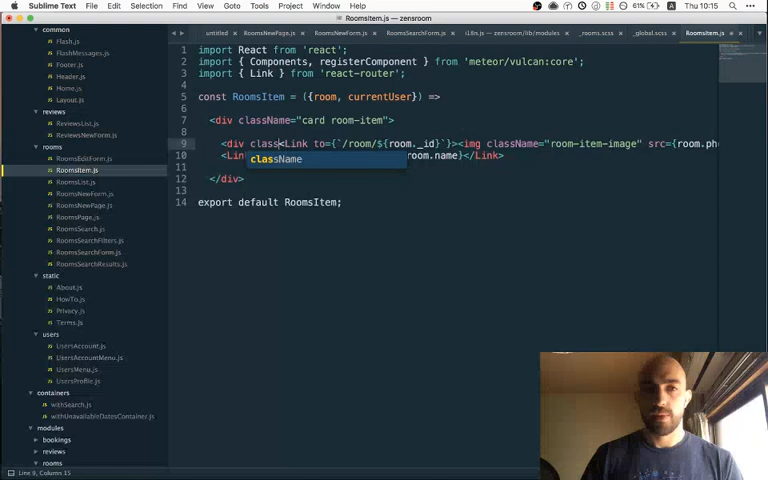 Sublime Text File Edit Selection Find View Goto Tools Project Window Help 61% Thu 10:15
RoomsItem.js — zensroom
untitled RoomsNewPage.js RoomsNewForm.js RoomsSearchForm.js i18n.js — zensroom/lib/modules _rooms.scss _global.scss RoomsItem.js
common
Flash.js
FlashMessages.js
Footer.js
Header.js
Home.js
Layout.js
reviews
ReviewsList.js
ReviewsNewForm.js
rooms
RoomsEditForm.js
RoomsItem.js
RoomsList.js
RoomsNewForm.js
RoomsNewPage.js
RoomsPage.js
RoomsSearch.js
RoomsSearchFilters.js
RoomsSearchForm.js
RoomsSearchResults.js
static
About.js
HowTo.js
Privacy.js
Terms.js
users
UsersAccount.js
UsersAccountMenu.js
UsersMenu.js
UsersProfile.js
containers
withSearch.js
withUnavailableDatesContainer.js
modules
bookings
reviews
rooms
1 import React from 'react';
2 import { Components, registerComponent } from 'meteor/vulcan:core';
3 import { Link } from 'react-router';
4
5 const RoomsItem = ({room, currentUser}) =>
6
7 <div className="card room-item">
8
9 <div class<Link to={`/room/${room._id}`}><img className="room-item-image" src={room.ph
10 <Lin room.name}</Link>
className
11
12 </div>
13
14 export default RoomsItem;
Line 9, Column 15